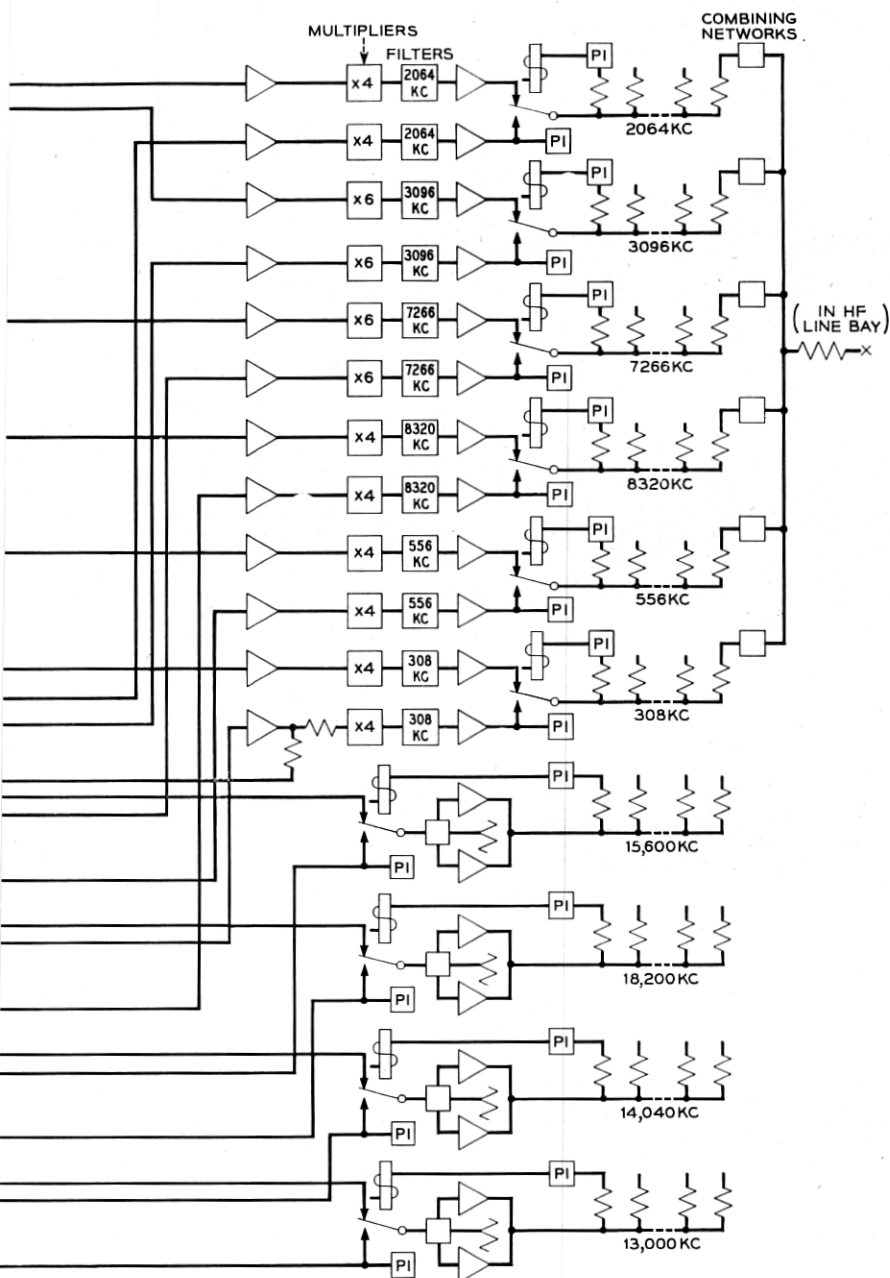 MULTIPLIERS
FILTERS
COMBINING
NETWORKS
PI
x4
2064
KC
2064KC
x4
2064
KC
PI
PI
x6
3096
KC
3096KC
x6
3096
KC
PI
PI
x6
7266
KC
7266KC
(IN HF
LINE BAY)
x
x6
7266
KC
PI
PI
x4
8320
KC
8320KC
x4
8320
KC
PI
PI
x4
556
KC
556KC
x4
556
KC
PI
PI
x4
308
KC
308KC
x4
308
KC
PI
PI
15,600KC
PI
PI
18,200KC
PI
PI
14,040KC
PI
PI
13,000KC
PI